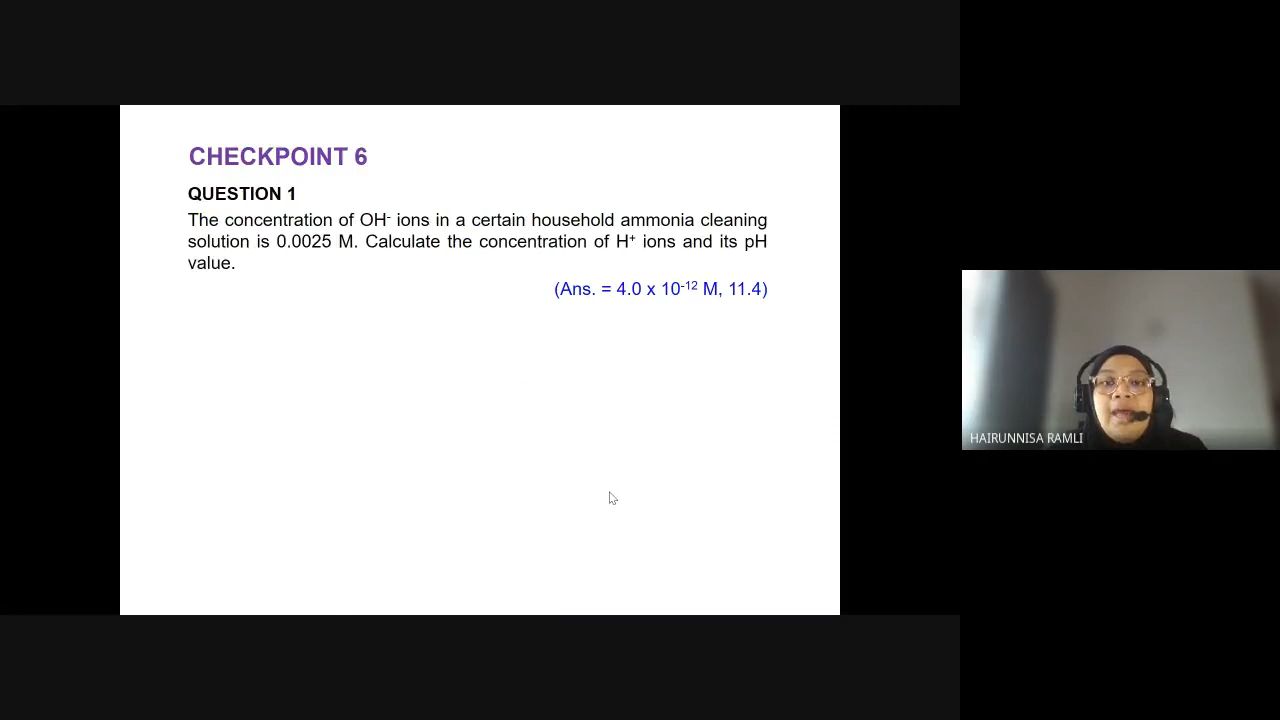 CHECKPOINT 6
QUESTION 1
The concentration of OH⁻ ions in a certain household ammonia cleaning
solution is 0.0025 M. Calculate the concentration of H⁺ ions and its pH
value.
(Ans. = 4.0 x 10⁻¹² M, 11.4)
HAIRUNNISA RAMLI